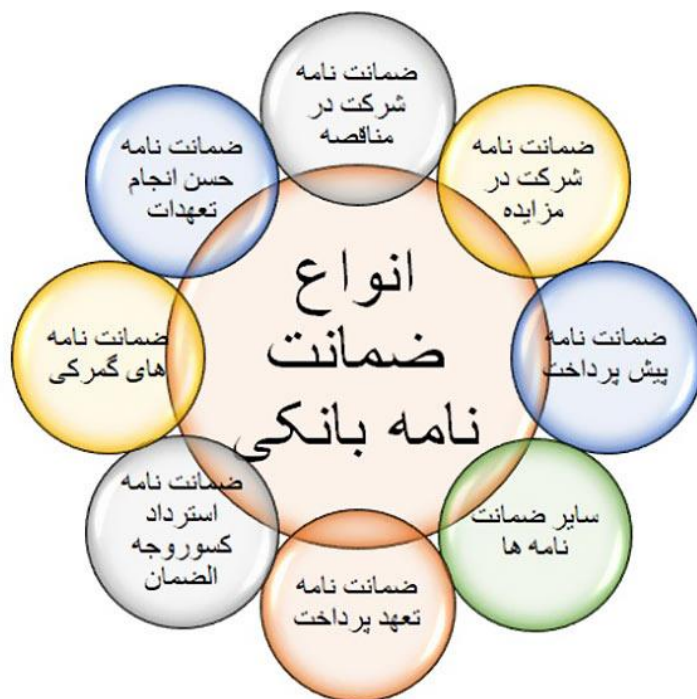 انواع
ضمانت
نامه بانکی
ضمانت نامه
شرکت در
مناقصه
ضمانت نامه
شرکت در
مزایده
ضمانت نامه
پیش پرداخت
سایر ضمانت
نامه ها
ضمانت نامه
تعهد پرداخت
ضمانت نامه
استرداد
کسوروجه
الضمان
ضمانت نامه
های گمرکی
ضمانت نامه
حسن انجام
تعهدات